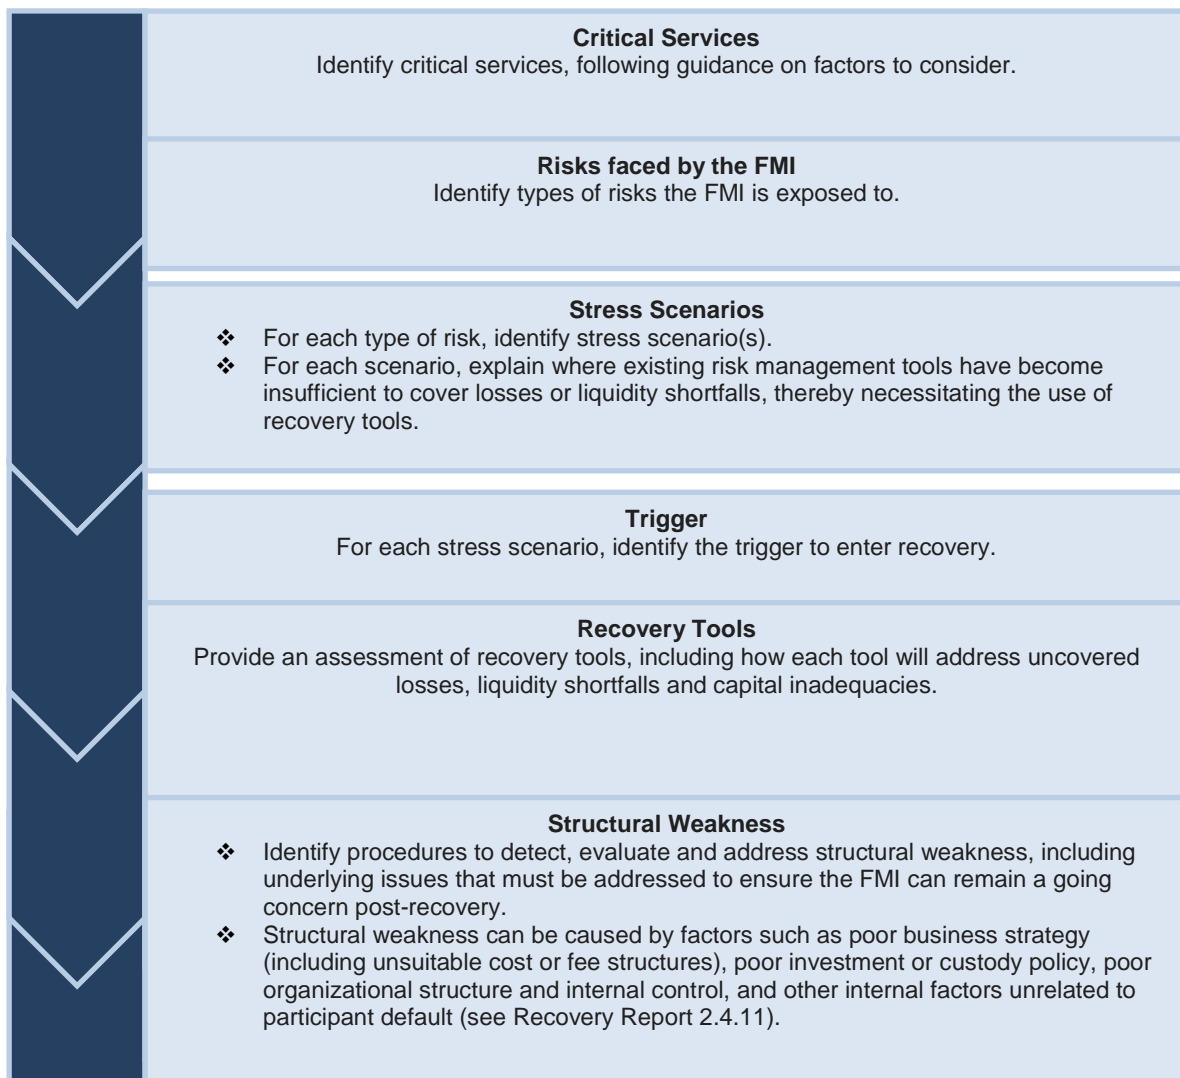 Critical Services
Identify critical services, following guidance on factors to consider.
Risks faced by the FMI
Identify types of risks the FMI is exposed to.
Stress Scenarios
❖ For each type of risk, identify stress scenario(s).
❖ For each scenario, explain where existing risk management tools have become
insufficient to cover losses or liquidity shortfalls, thereby necessitating the use of
recovery tools.
Trigger
For each stress scenario, identify the trigger to enter recovery.
Recovery Tools
Provide an assessment of recovery tools, including how each tool will address uncovered
losses, liquidity shortfalls and capital inadequacies.
Structural Weakness
❖ Identify procedures to detect, evaluate and address structural weakness, including
underlying issues that must be addressed to ensure the FMI can remain a going
concern post-recovery.
❖ Structural weakness can be caused by factors such as poor business strategy
(including unsuitable cost or fee structures), poor investment or custody policy, poor
organizational structure and internal control, and other internal factors unrelated to
participant default (see Recovery Report 2.4.11).